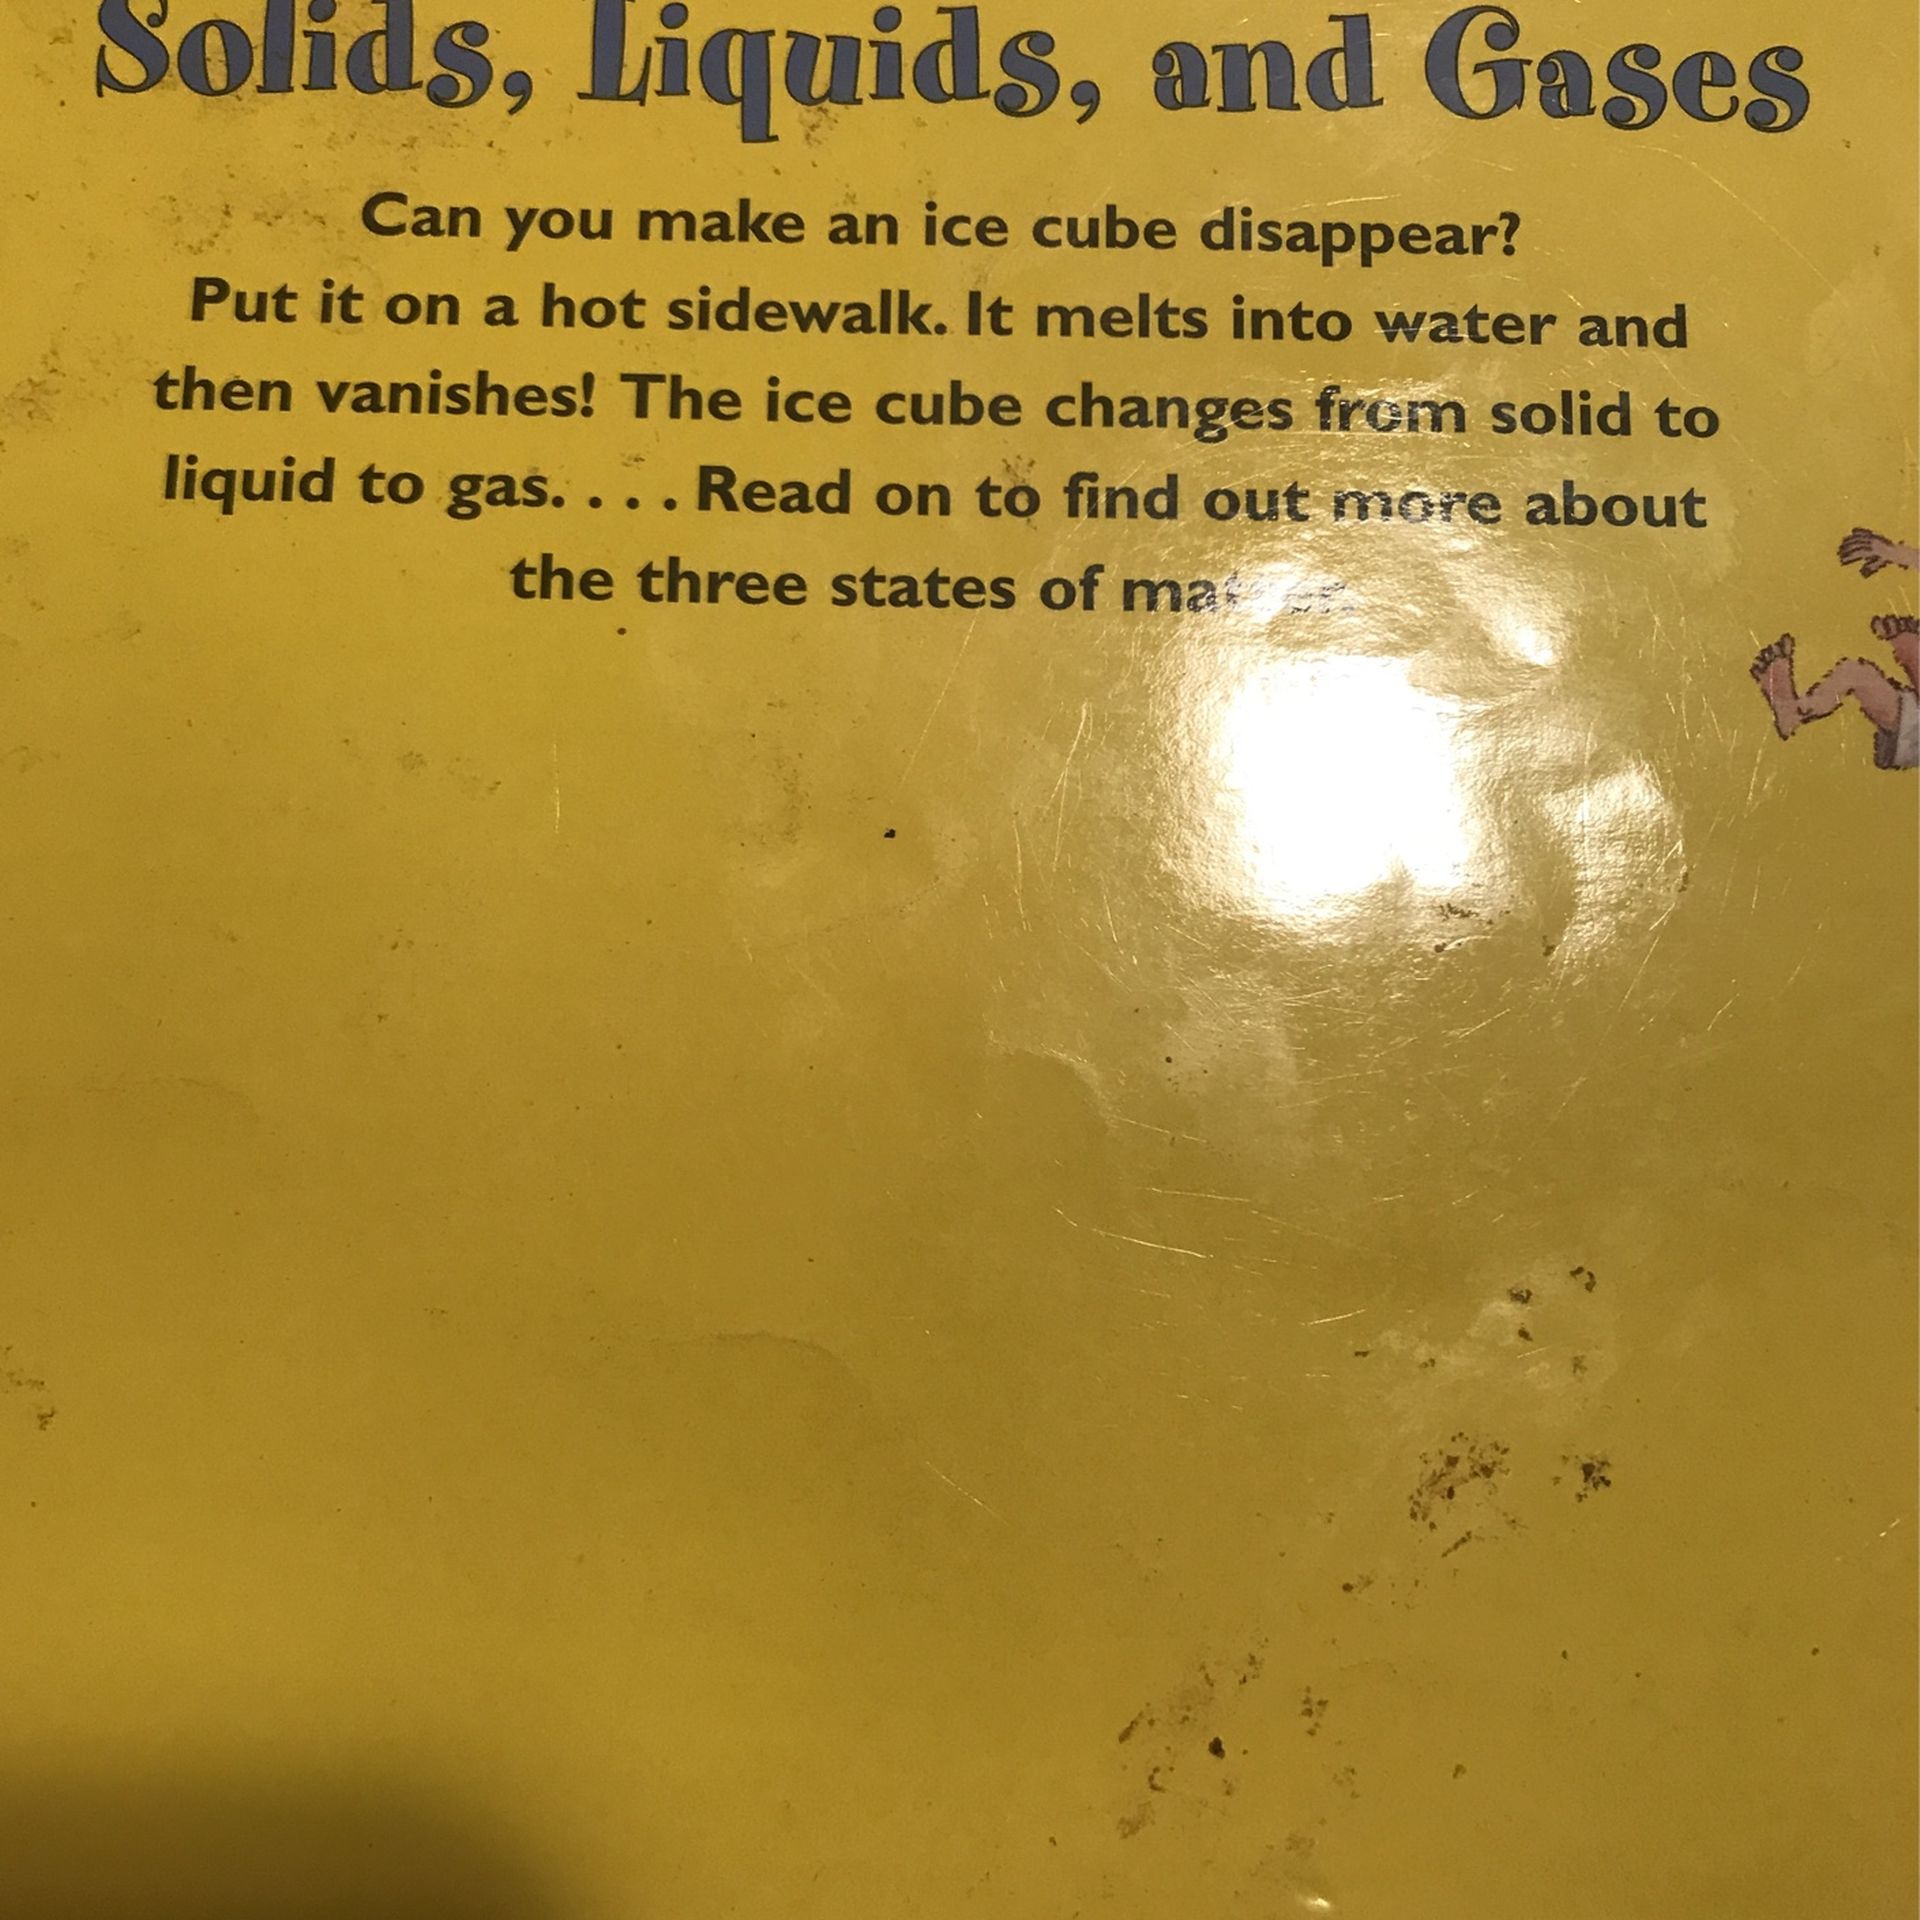 Solids, Liquids, and Gases
Can you make an ice cube disappear?
Put it on a hot sidewalk. It melts into water and
then vanishes! The ice cube changes from solid to
liquid to gas. . . . Read on to find out more about
the three states of matter.